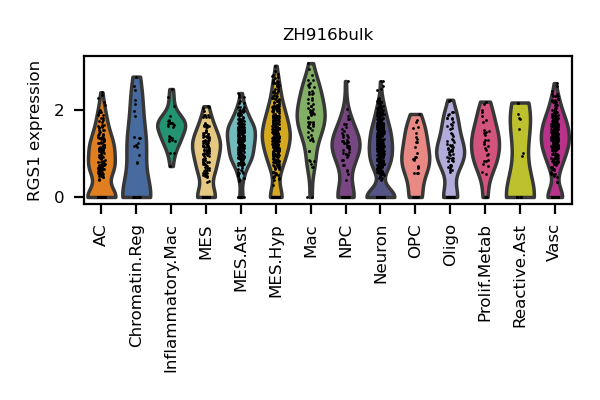 ZH916bulk
RGS1 expression
2
0
AC
Chromatin.Reg
Inflammatory.Mac
MES
MES.Ast
MES.Hyp
Mac
NPC
Neuron
OPC
Oligo
Prolif.Metab
Reactive.Ast
Vasc